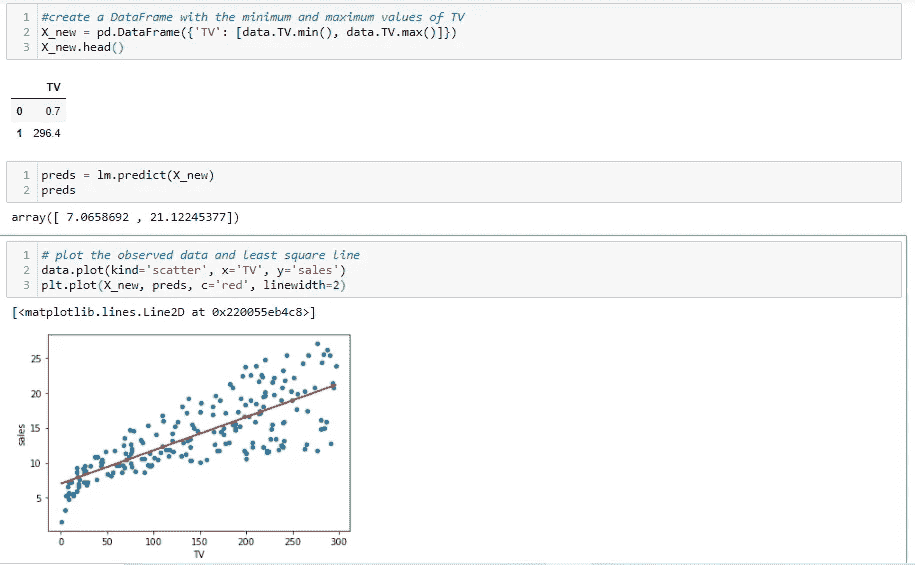 1 #create a DataFrame with the minimum and maximum values of TV
2 X_new = pd.DataFrame({'TV': [data.TV.min(), data.TV.max()]})
3 X_new.head()
TV
0 0.7
1 296.4
1 preds = lm.predict(X_new)
2 preds
array([ 7.0658692 , 21.12245377])
1 # plot the observed data and least square line
2 data.plot(kind='scatter', x='TV', y='sales')
3 plt.plot(X_new, preds, c='red', linewidth=2)
[<matplotlib.lines.Line2D at 0x220055eb4c8>]
25
20
15
10
5
sales
0 50 100 150 200 250 300
TV